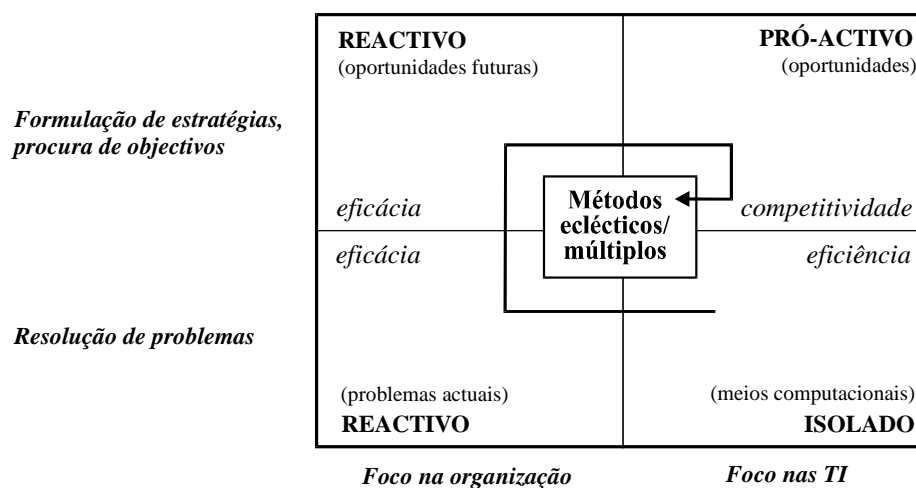 REACTIVO
(oportunidades futuras)
PRÓ-ACTIVO
(oportunidades)
Formulação de estratégias,
procura de objectivos
Métodos
eclécticos/
múltiplos
eficácia
competitividade
eficácia
eficiência
Resolução de problemas
(problemas actuais)
REACTIVO
(meios computacionais)
ISOLADO
Foco na organização
Foco nas TI